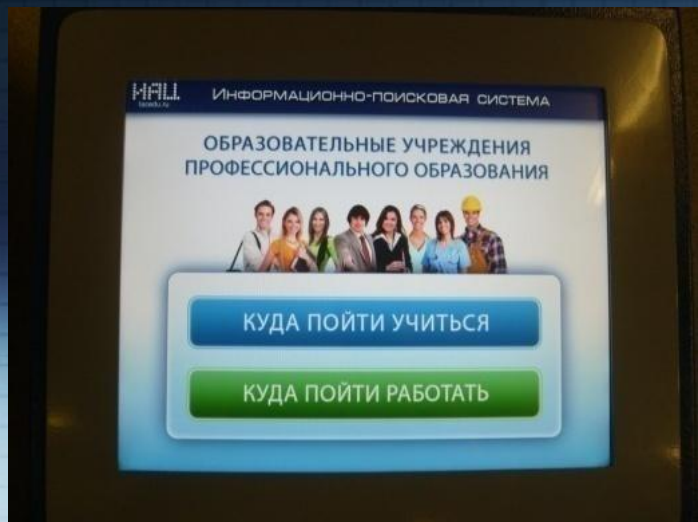 НАЦ
Информационно-поисковая система
ОБРАЗОВАТЕЛЬНЫЕ УЧРЕЖДЕНИЯ
ПРОФЕССИОНАЛЬНОГО ОБРАЗОВАНИЯ
КУДА ПОЙТИ УЧИТЬСЯ
КУДА ПОЙТИ РАБОТАТЬ